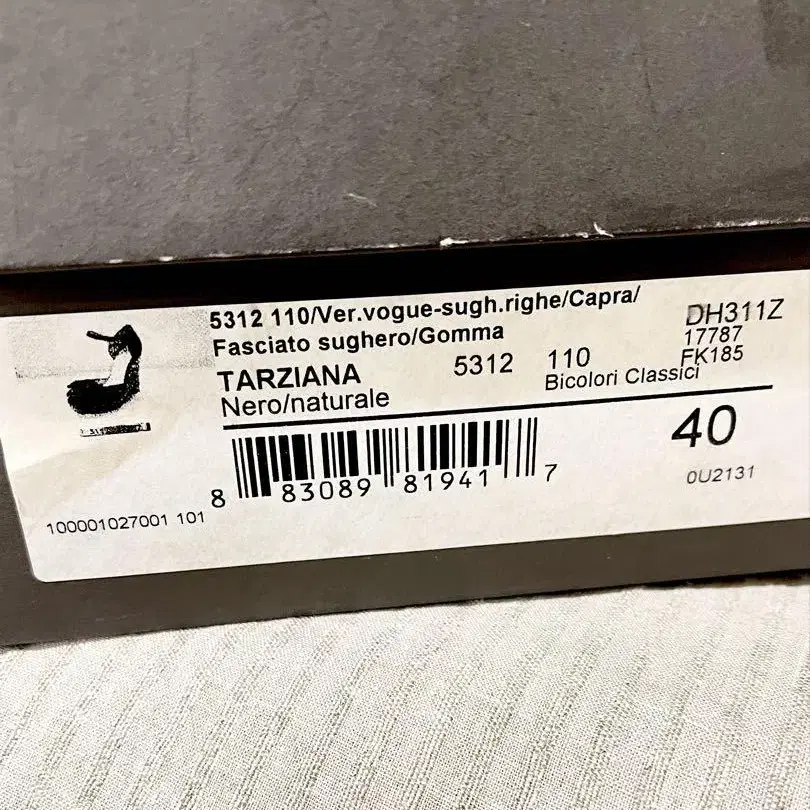 5312 110/Ver.vogue-sugh.righe/Capra/
Fasciato sughero/Gomma
DH311Z
17787
FK185
TARZIANA 5312 110
Nero/naturale Bicolori Classici
40
8 83089 81941 7
0U2131
100001027001 101